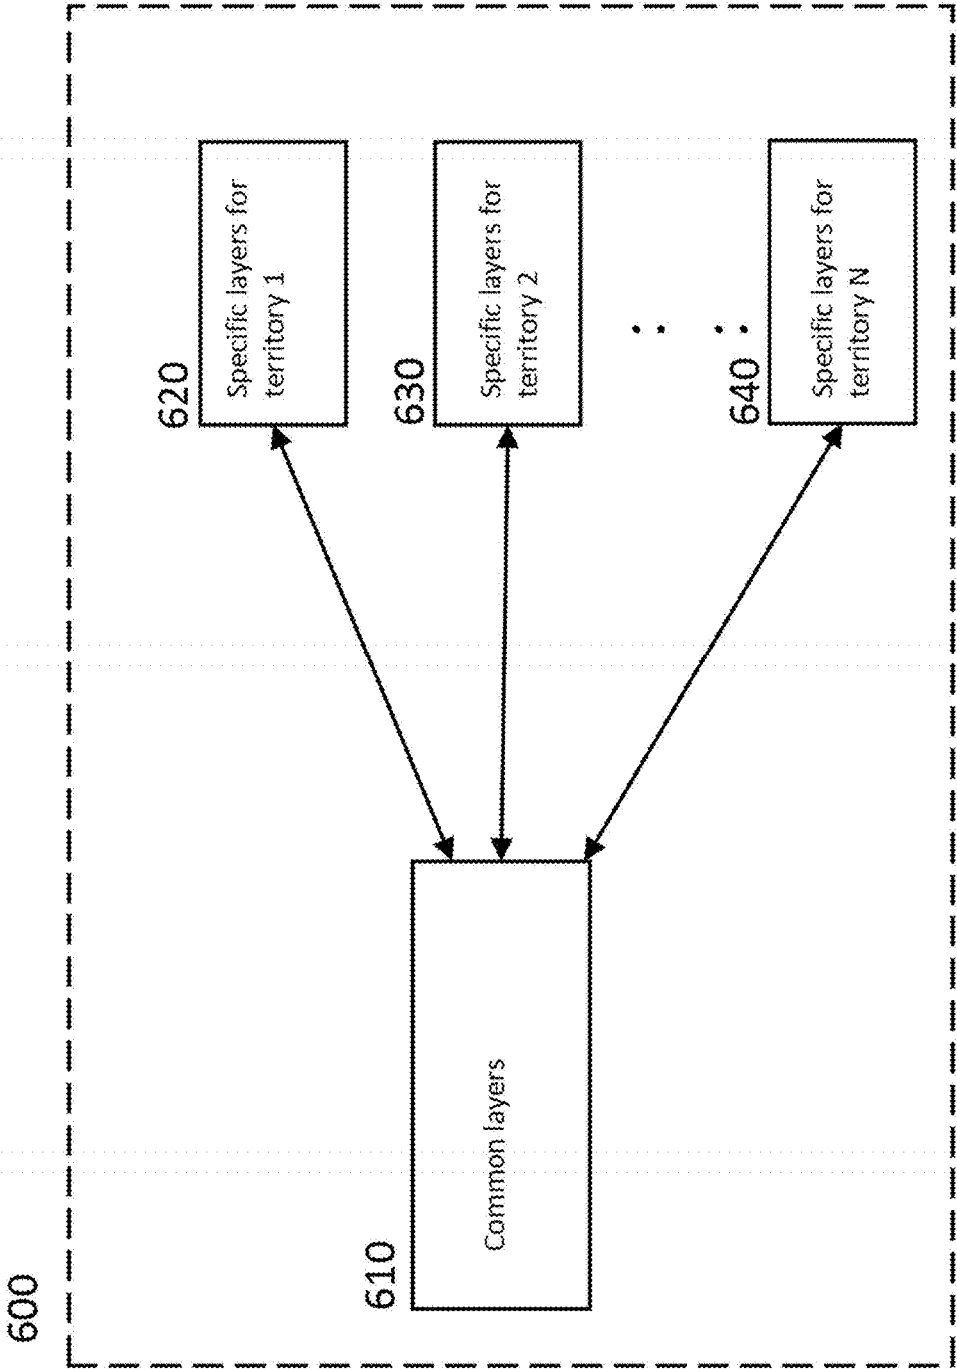 600
610
Common layers
620
Specific layers for
territory 1
630
Specific layers for
territory 2
640
Specific layers for
territory N